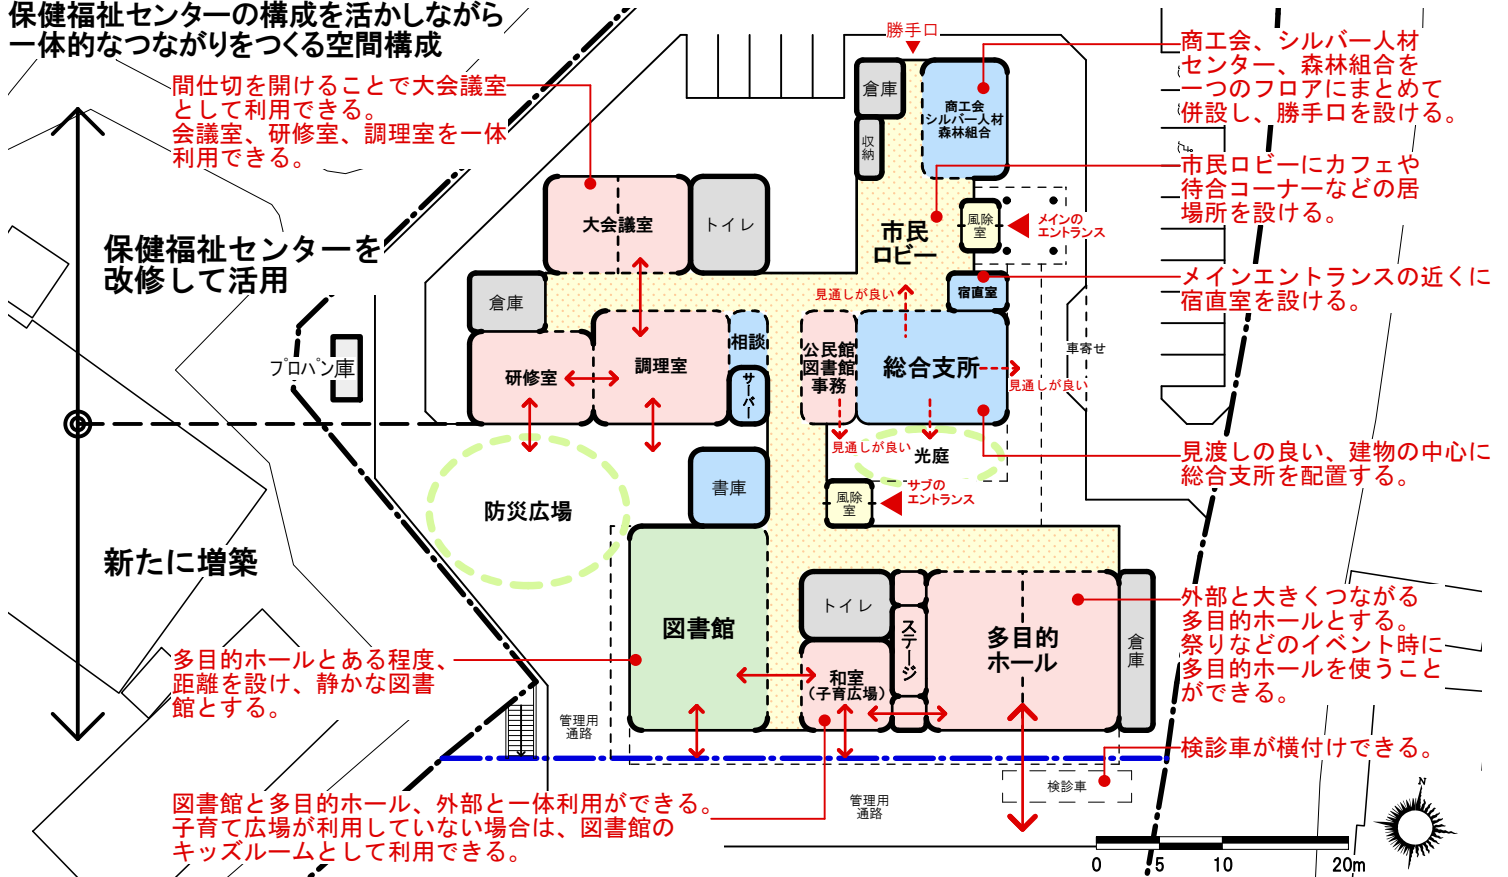 保健福祉センターの構成を活かしながら
一体的なつながりをつくる空間構成
間仕切を開けることで大会議室
として利用できる。
会議室、研修室、調理室を一体
利用できる。
勝手口
商工会、シルバー人材
センター、森林組合を
一つのフロアにまとめて
併設し、勝手口を設ける。
倉庫
商工会
シルバー人材
森林組合
収納
市民ロビーにカフェや
待合コーナーなどの居
場所を設ける。
大会議室
トイレ
市民
ロビー
風除室
メインの
エントランス
保健福祉センターを
改修して活用
メインエントランスの近くに
宿直室を設ける。
倉庫
見通しが良い
宿直室
プロパン庫
研修室
調理室
相談
サーバー
公民館
図書館
事務
総合支所
車寄せ
見通しが良い
見通しが良い
光庭
見渡しの良い、建物の中心に
総合支所を配置する。
書庫
風除室
サブの
エントランス
防災広場
新たに増築
図書館
トイレ
ステージ
多目的
ホール
倉庫
和室
(子育広場)
外部と大きくつながる
多目的ホールとする。
祭りなどのイベント時に
多目的ホールを使うこと
ができる。
多目的ホールとある程度、
距離を設け、静かな図書
館とする。
管理用
通路
検診車が横付けできる。
検診車
管理用
通路
図書館と多目的ホール、外部と一体利用ができる。
子育て広場が利用していない場合は、図書館の
キッズルームとして利用できる。
N
0 5 10 20m